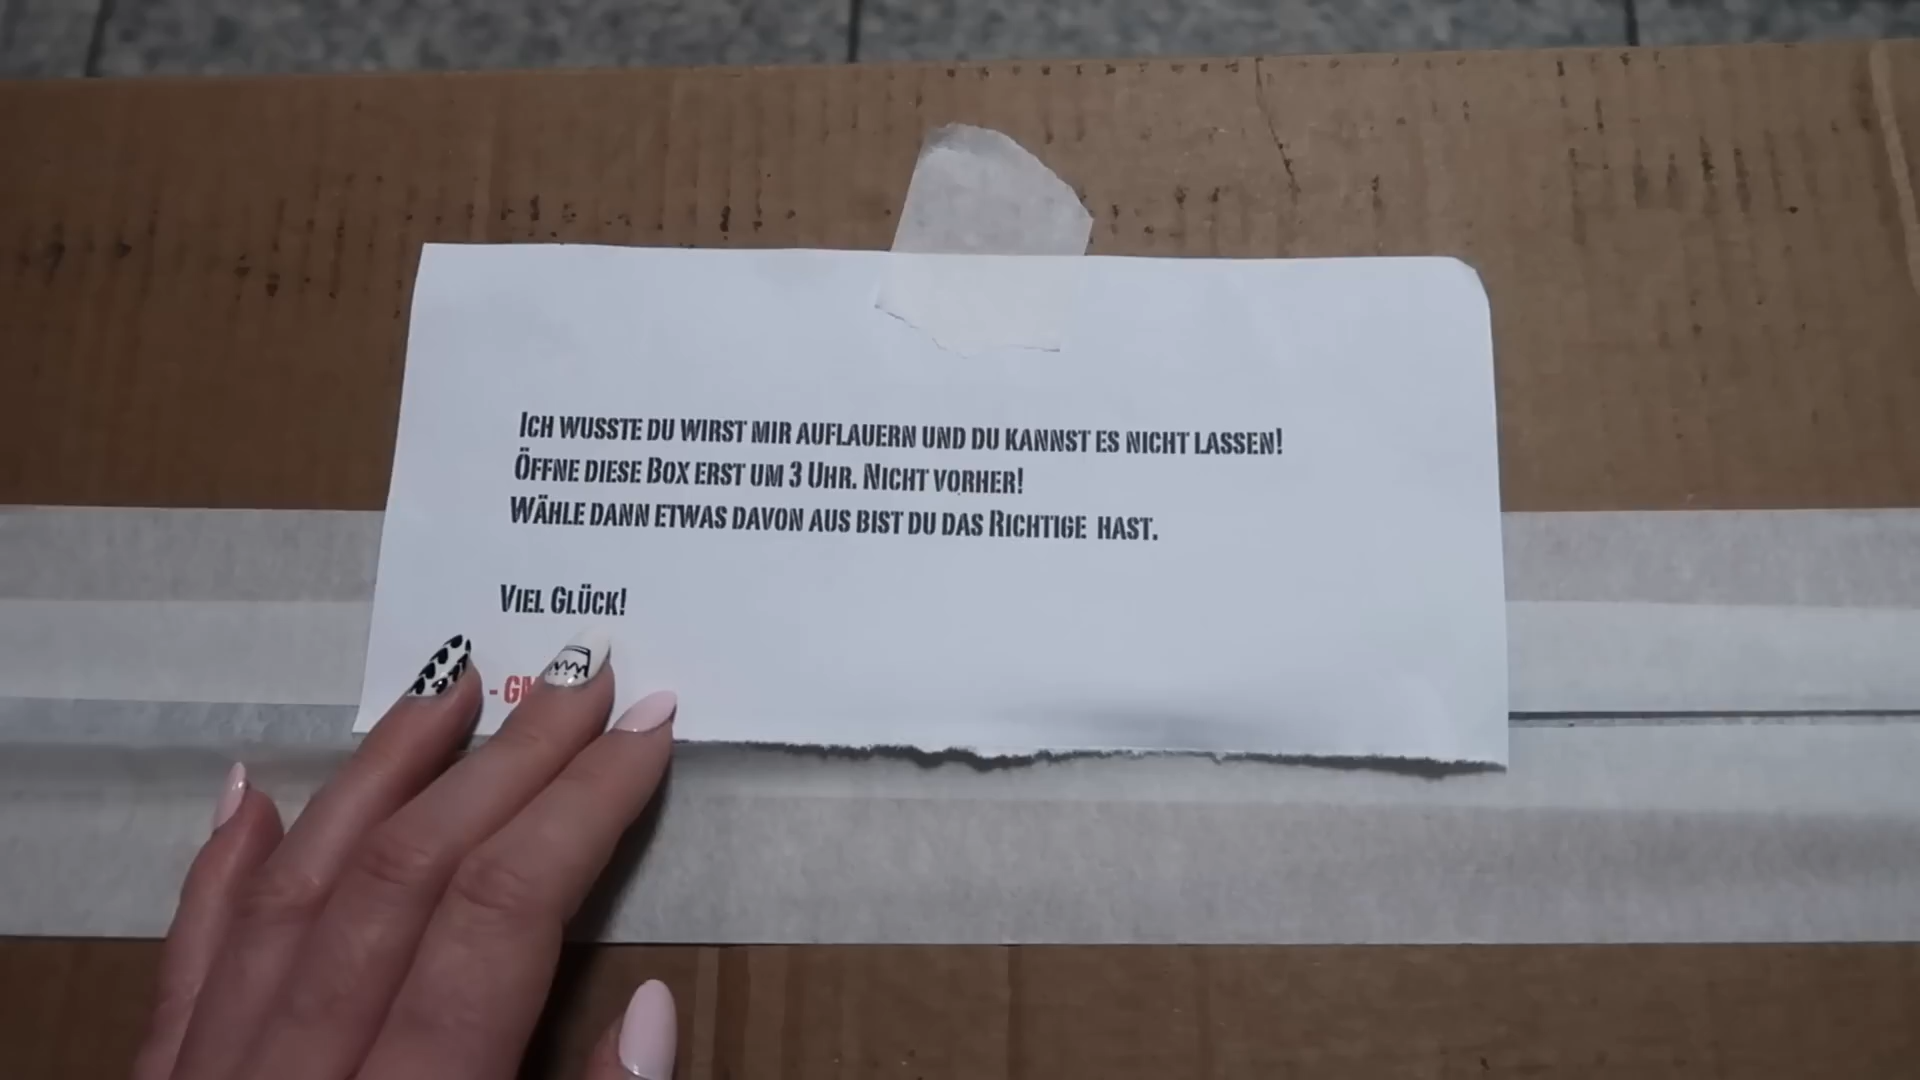 Ich wusste du wirst mir auflauern und du kannst es nicht lassen!
Öffne diese Box erst um 3 Uhr. Nicht vorher!
Wähle dann etwas davon aus bist du das Richtige hast.
Viel Glück!